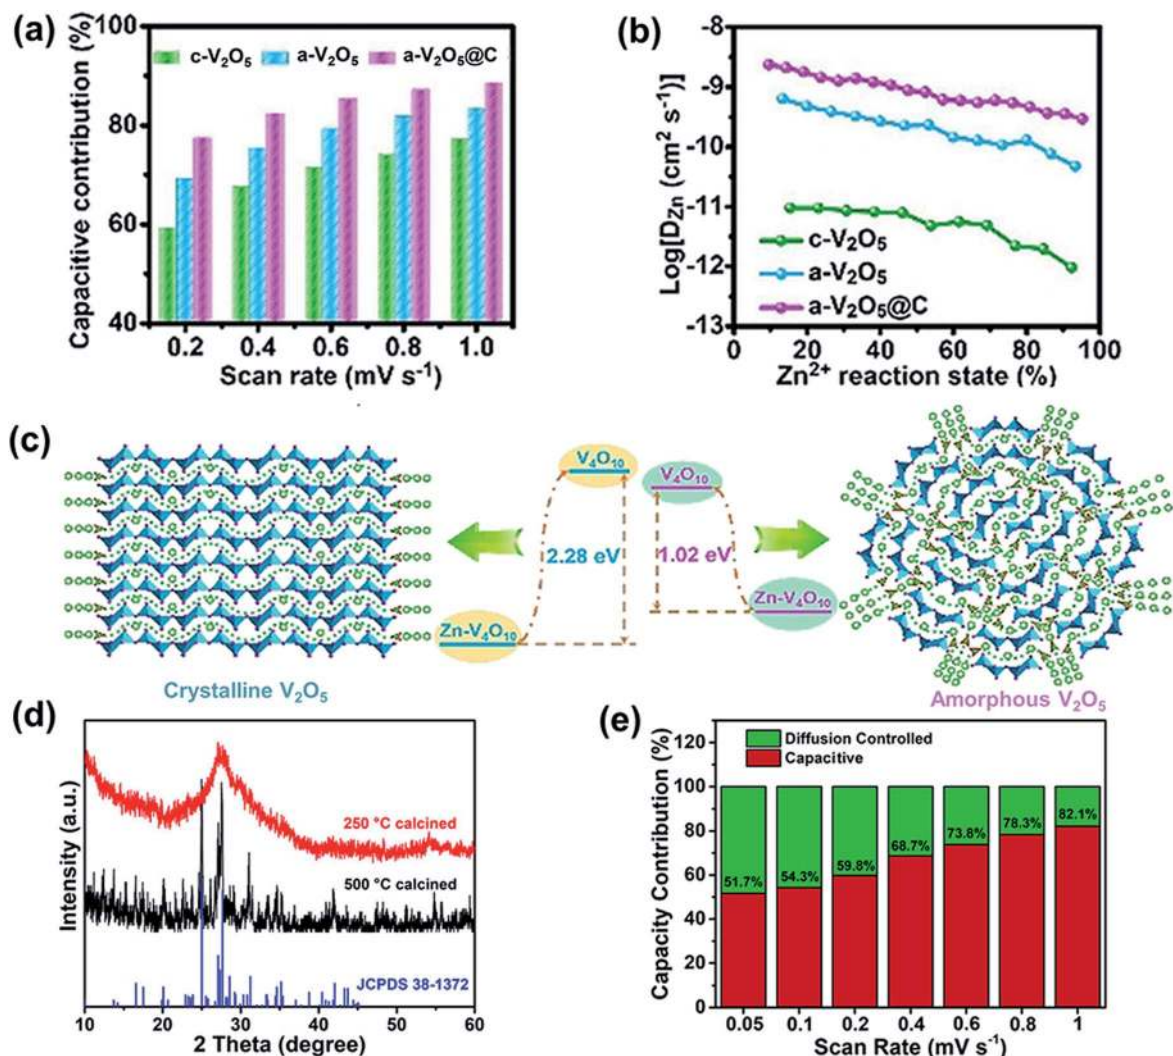 (a)
Capacitive contribution (%)
100
80
60
40
c-V₂O₅ a-V₂O₅ a-V₂O₅@C
0.2 0.4 0.6 0.8 1.0
Scan rate (mV s⁻¹)
(b)
Log[D_Zn (cm² s⁻¹)]
-8
-9
-10
-11
-12
-13
c-V₂O₅
a-V₂O₅
a-V₂O₅@C
0 20 40 60 80 100
Zn²⁺ reaction state (%)
(c)
V₄O₁₀ V₄O₁₀
2.28 eV 1.02 eV
Zn-V₄O₁₀ Zn-V₄O₁₀
Crystalline V₂O₅
Amorphous V₂O₅
(d)
Intensity (a.u.)
250 °C calcined
500 °C calcined
JCPDS 38-1372
10 20 30 40 50 60
2 Theta (degree)
(e)
Capacity Contribution (%)
120
100
80
60
40
20
0
Diffusion Controlled
Capacitive
51.7% 54.3% 59.8% 68.7% 73.8% 78.3% 82.1%
0.05 0.1 0.2 0.4 0.6 0.8 1
Scan Rate (mV s⁻¹)